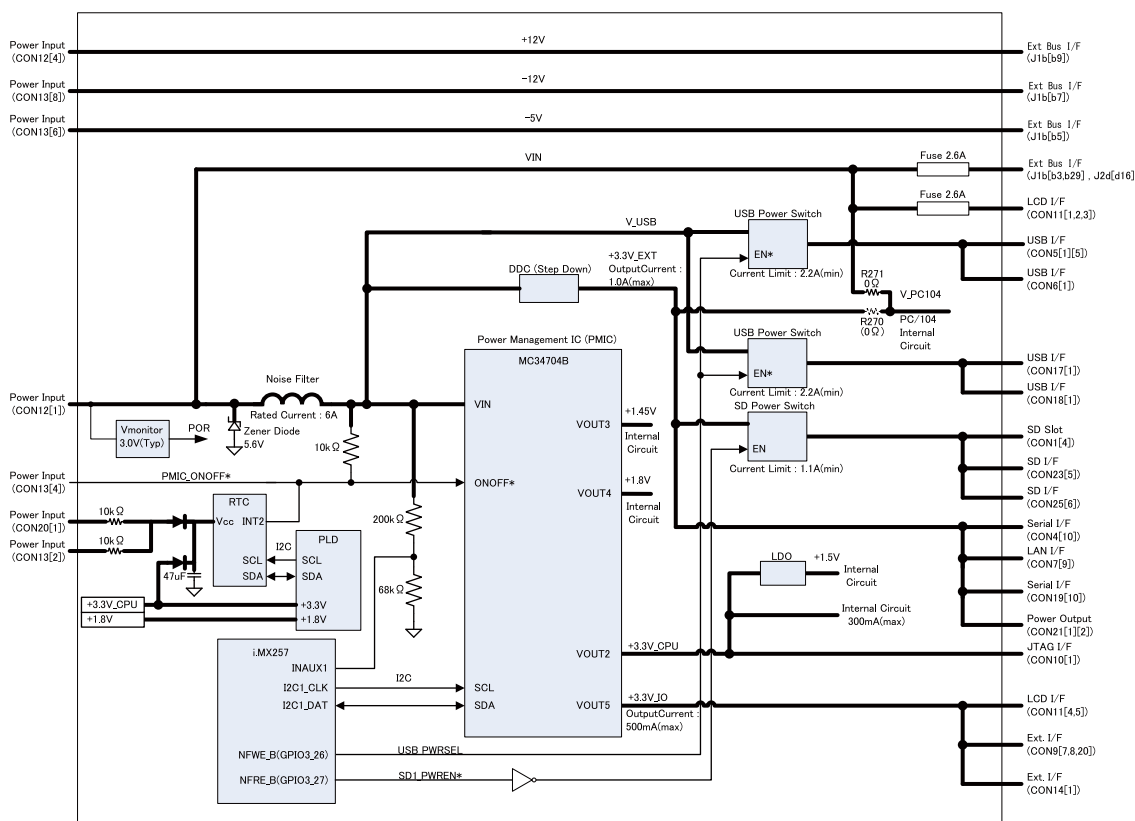 Power Input
(CON12[4])
+12V
Ext Bus I/F
(J1b[b9])
Power Input
(CON13[8])
-12V
Ext Bus I/F
(J1b[b7])
Power Input
(CON13[6])
-5V
Ext Bus I/F
(J1b[b5])
VIN
Fuse 2.6A
Ext Bus I/F
(J1b[b3,b29] , J2d[d16]
Fuse 2.6A
LCD I/F
(CON11[1,2,3])
V_USB
USB Power Switch
EN*
Current Limit : 2.2A(min)
USB I/F
(CON5[1][5])
USB I/F
(CON6[1])
DDC (Step Down)
+3.3V_EXT
OutputCurrent :
1.0A(max)
R271
0Ω
V_PC104
R270
(0Ω)
PC/104
Internal
Circuit
Power Management IC (PMIC)
MC34704B
USB Power Switch
EN*
Current Limit : 2.2A(min)
USB I/F
(CON17[1])
USB I/F
(CON18[1])
Power Input
(CON12[1])
Noise Filter
Rated Current : 6A
Zener Diode
5.6V
Vmonitor
3.0V(Typ)
POR
10kΩ
VIN
VOUT3
+1.45V
Internal
Circuit
SD Power Switch
EN
Current Limit : 1.1A(min)
SD Slot
(CON1[4])
SD I/F
(CON23[5])
SD I/F
(CON25[6])
Power Input
(CON13[4])
PMIC_ONOFF*
ONOFF*
VOUT4
+1.8V
Internal
Circuit
Power Input
(CON20[1])
10kΩ
Power Input
(CON13[2])
10kΩ
47uF
RTC
Vcc
INT2
SCL
SDA
I2C
PLD
SCL
SDA
+3.3V
+1.8V
200kΩ
68kΩ
+3.3V_CPU
+1.8V
Serial I/F
(CON4[10])
LAN I/F
(CON7[9])
Serial I/F
(CON19[10])
Power Output
(CON21[1][2])
LDO
+1.5V
Internal
Circuit
Internal Circuit
300mA(max)
VOUT2
+3.3V_CPU
JTAG I/F
(CON10[1])
i.MX257
INAUX1
I2C1_CLK
I2C1_DAT
I2C
SCL
SDA
VOUT5
+3.3V_IO
OutputCurrent :
500mA(max)
LCD I/F
(CON11[4,5])
Ext. I/F
(CON9[7,8,20])
Ext. I/F
(CON14[1])
NFWE_B(GPIO3_26)
USB_PWRSEL
NFRE_B(GPIO3_27)
SD1_PWREN*